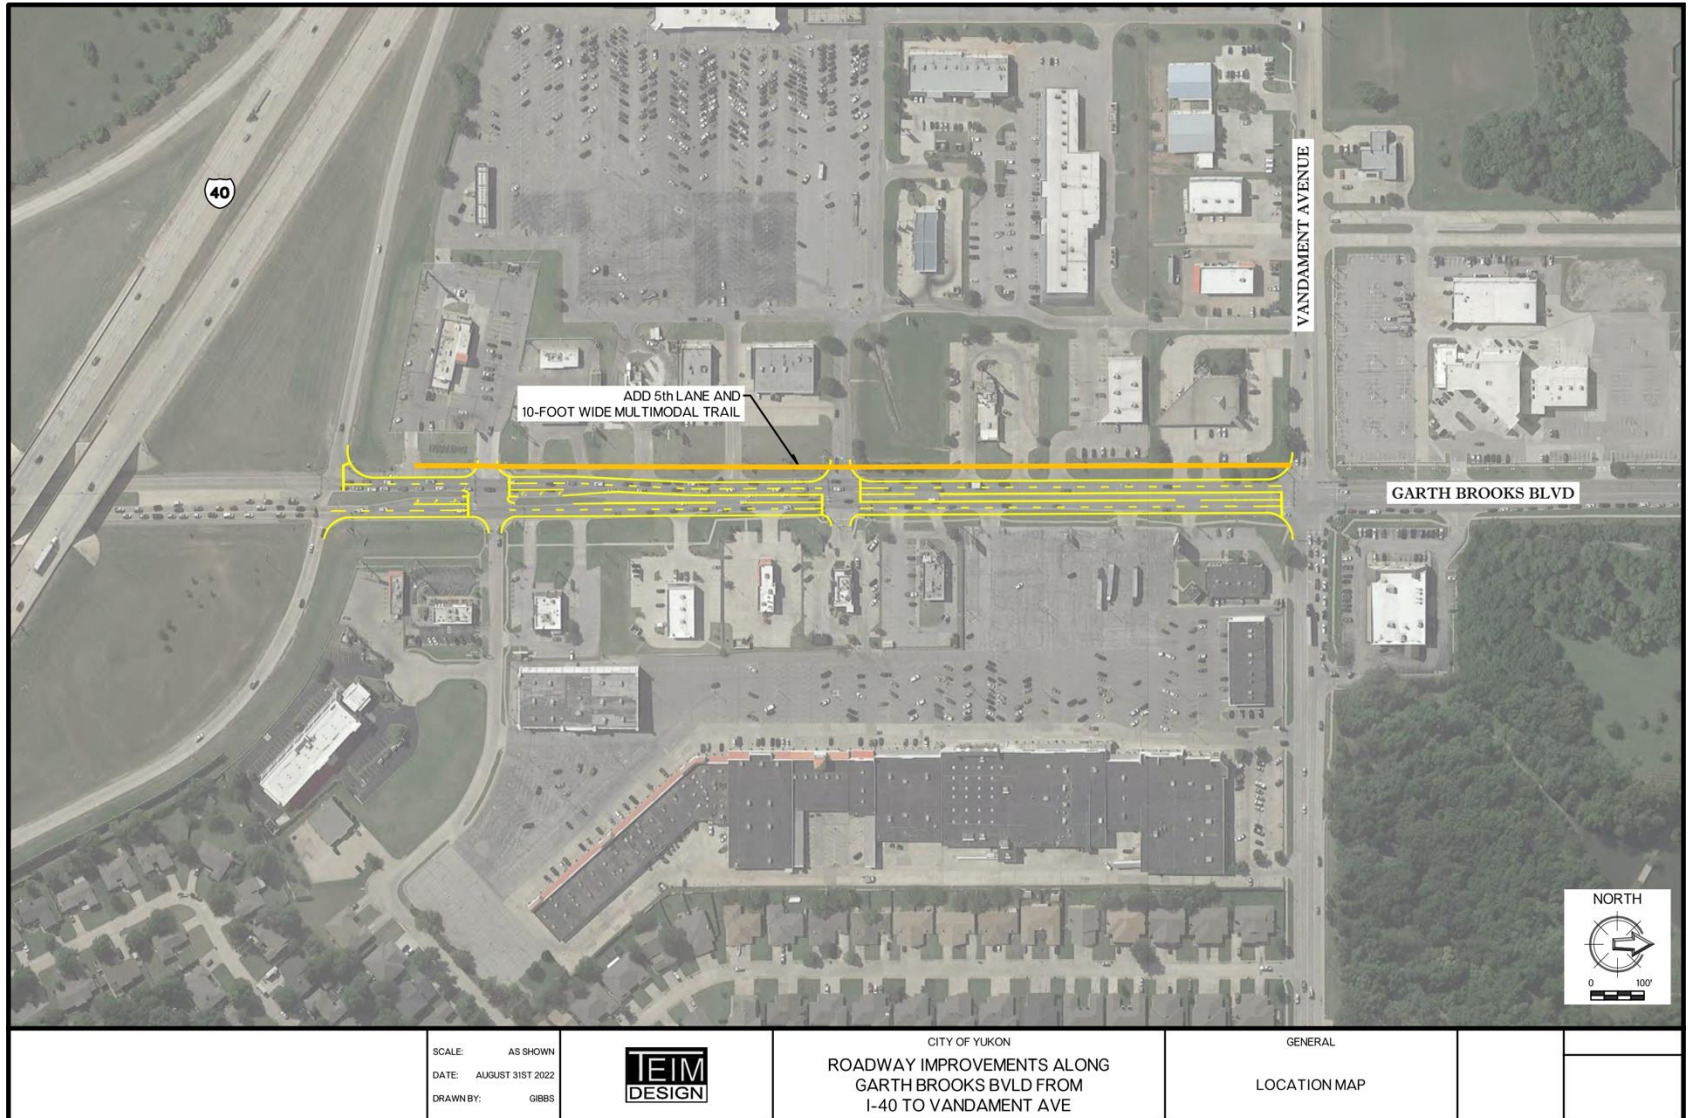 40
VANDAMENT AVENUE
ADD 5th LANE AND
10-FOOT WIDE MULTIMODAL TRAIL
GARTH BROOKS BLVD
NORTH
0 100'
SCALE: AS SHOWN
DATE: AUGUST 31ST 2022
DRAWN BY: GIBBS
TEIM
DESIGN
CITY OF YUKON
ROADWAY IMPROVEMENTS ALONG
GARTH BROOKS BVLD FROM
I-40 TO VANDAMENT AVE
GENERAL
LOCATION MAP